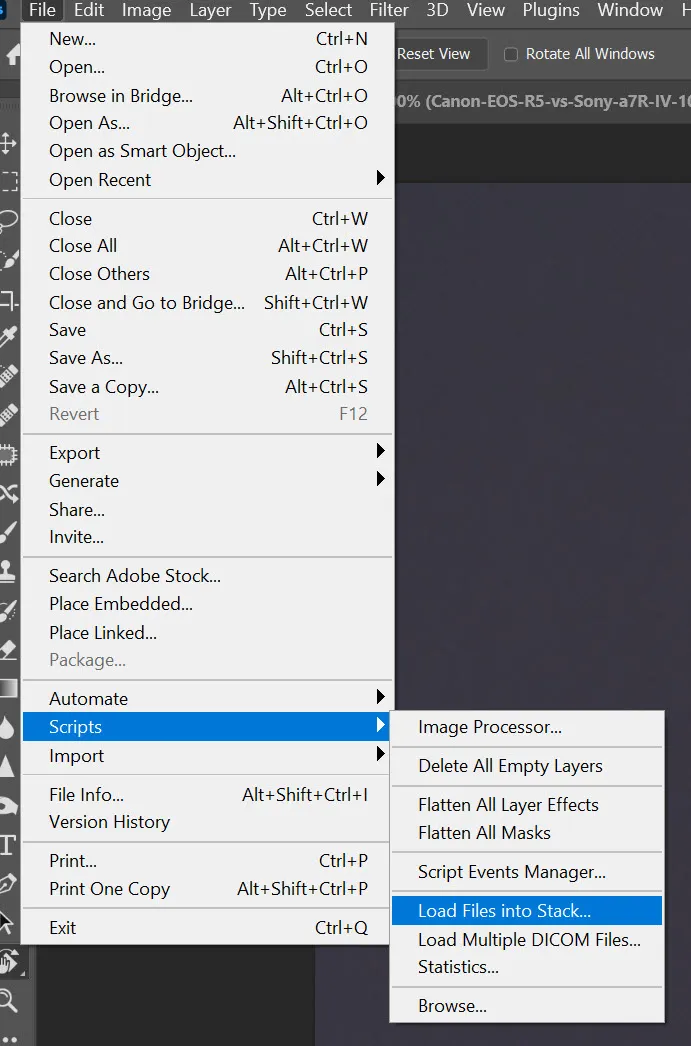 File Edit Image Layer Type Select Filter 3D View Plugins Window
Reset View Rotate All Windows
0% (Canon-EOS-R5-vs-Sony-a7R-IV-10
New... Ctrl+N
Open... Ctrl+O
Browse in Bridge... Alt+Ctrl+O
Open As... Alt+Shift+Ctrl+O
Open as Smart Object...
Open Recent
Close Ctrl+W
Close All Alt+Ctrl+W
Close Others Alt+Ctrl+P
Close and Go to Bridge... Shift+Ctrl+W
Save Ctrl+S
Save As... Shift+Ctrl+S
Save a Copy... Alt+Ctrl+S
Revert F12
Export
Generate
Share...
Invite...
Search Adobe Stock...
Place Embedded...
Place Linked...
Package...
Automate
Scripts
Import
File Info... Alt+Shift+Ctrl+I
Version History
Print... Ctrl+P
Print One Copy Alt+Shift+Ctrl+P
Exit Ctrl+Q
Image Processor...
Delete All Empty Layers
Flatten All Layer Effects
Flatten All Masks
Script Events Manager...
Load Files into Stack...
Load Multiple DICOM Files...
Statistics...
Browse...